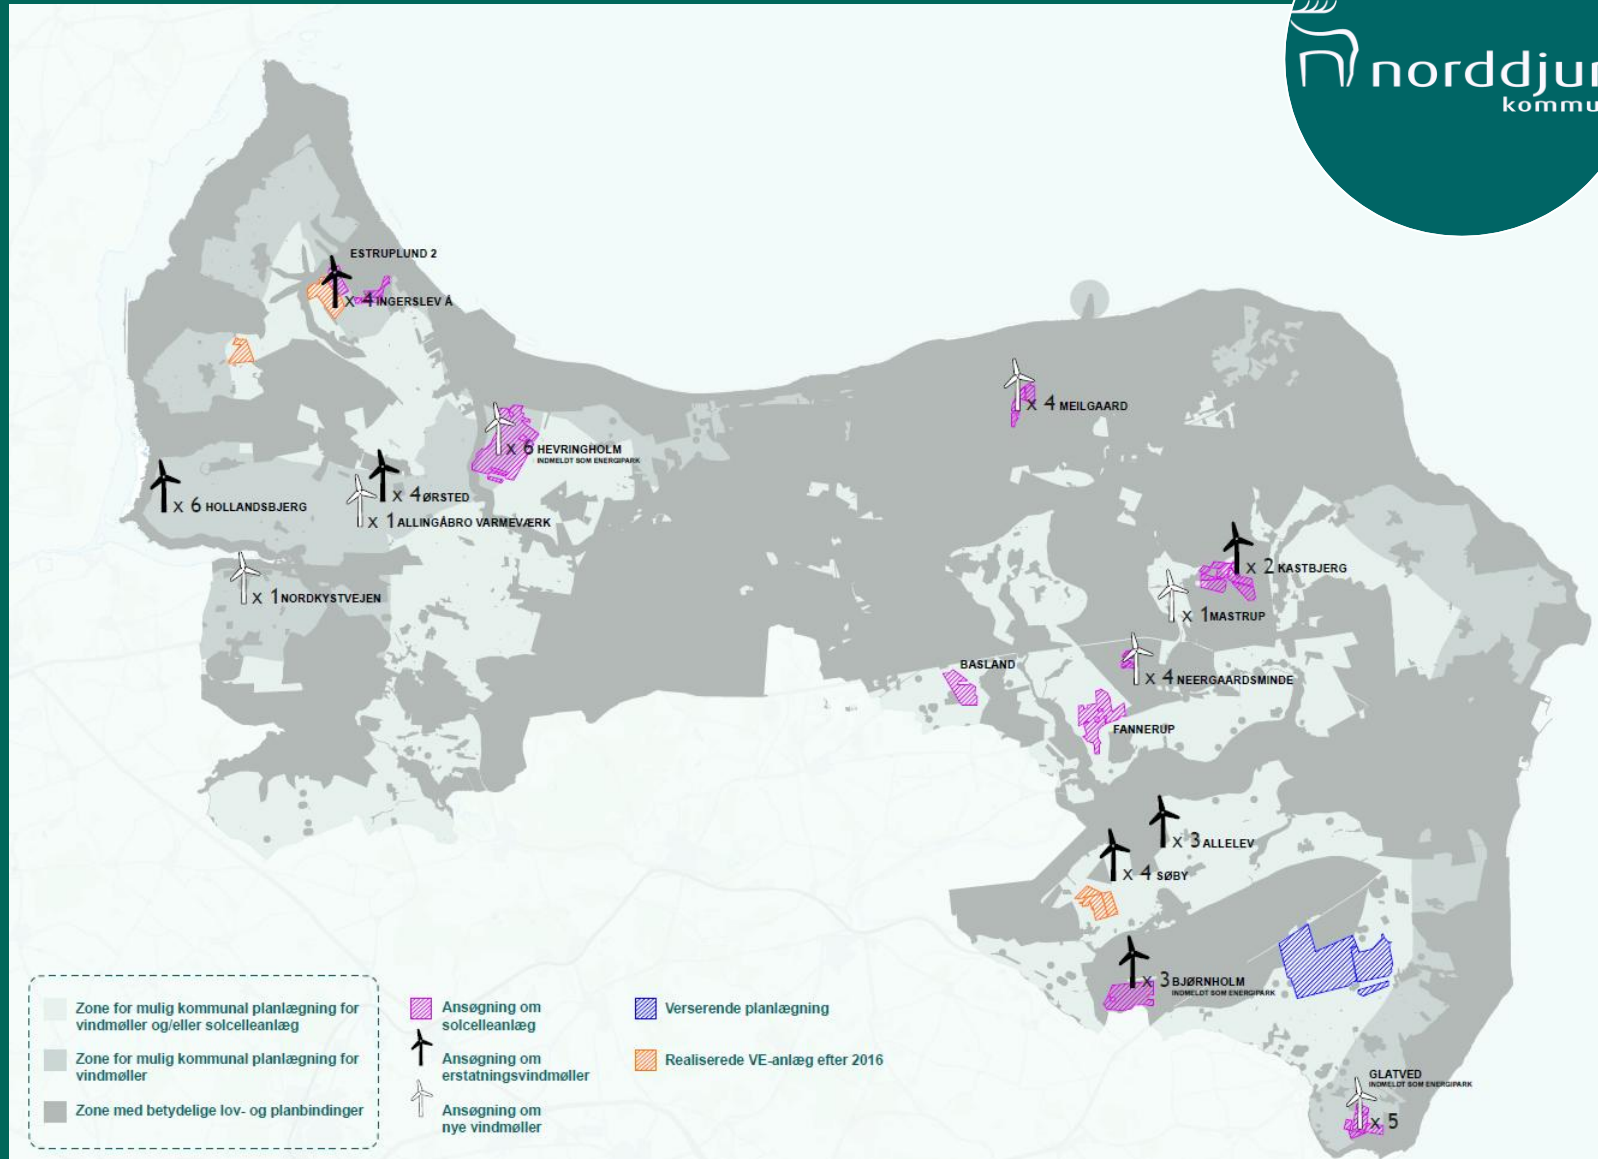 norddjur
kommu
ESTRUPLUND 2
x 4 INGERSLEV Å
x 4 MEILGAARD
x 6 HEVRINGHOLM
INDMELDT SOM ENERGIPARK
x 4 ØRSTED
x 6 HOLLANDSBJERG
x 1 ALLINGÅBRO VARMEVÆRK
x 2 KASTBJERG
x 1 NORDKYSTVEJEN
x 1 MASTRUP
BASLAND
x 4 NEERGAARDSMINDE
FANNERUP
x 3 ALLELEV
x 4 SØBY
x 3 BJØRNHOLM
INDMELDT SOM ENERGIPARK
GLATVED
INDMELDT SOM ENERGIPARK
x 5
Zone for mulig kommunal planlægning for
vindmøller og/eller solcelleanlæg
Zone for mulig kommunal planlægning for
vindmøller
Zone med betydelige lov- og planbindinger
Ansøgning om
solcelleanlæg
Ansøgning om
erstatningsvindmøller
Ansøgning om
nye vindmøller
Verserende planlægning
Realiserede VE-anlæg efter 2016